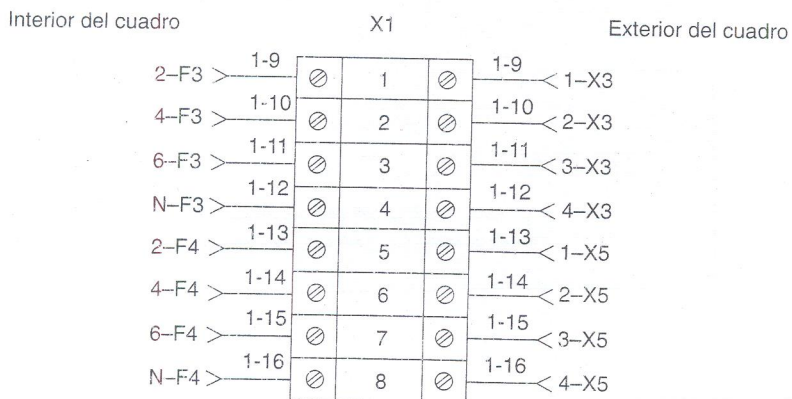 Interior del cuadro X1 Exterior del cuadro
2–F3 1-9 1 1-9 1–X3
4–F3 1-10 2 1-10 2–X3
6–F3 1-11 3 1-11 3–X3
N–F3 1-12 4 1-12 4–X3
2–F4 1-13 5 1-13 1–X5
4–F4 1-14 6 1-14 2–X5
6–F4 1-15 7 1-15 3–X5
N–F4 1-16 8 1-16 4–X5